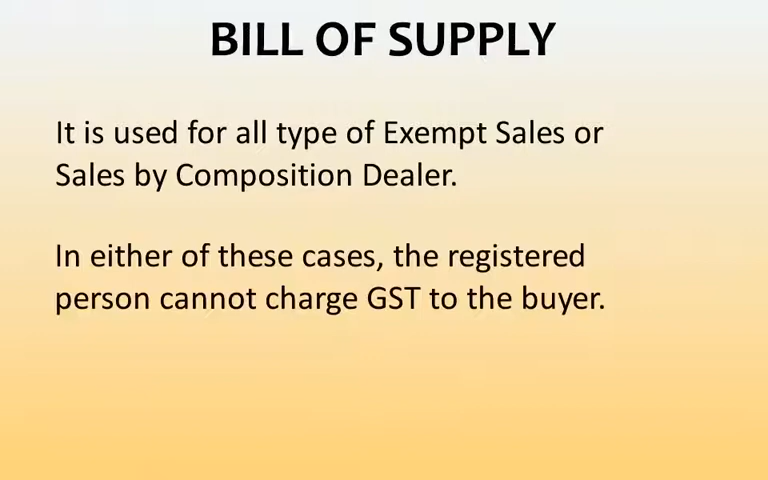 BILL OF SUPPLY
It is used for all type of Exempt Sales or
Sales by Composition Dealer.
In either of these cases, the registered
person cannot charge GST to the buyer.